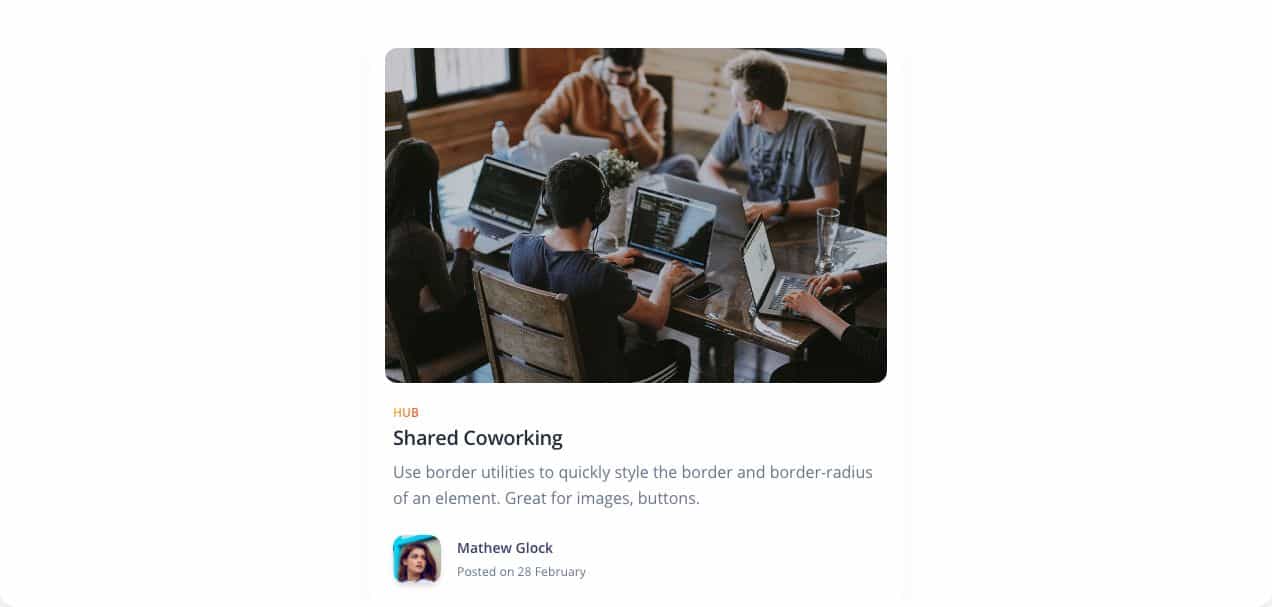 HUB
Shared Coworking
Use border utilities to quickly style the border and border-radius
of an element. Great for images, buttons.
Mathew Glock
Posted on 28 February